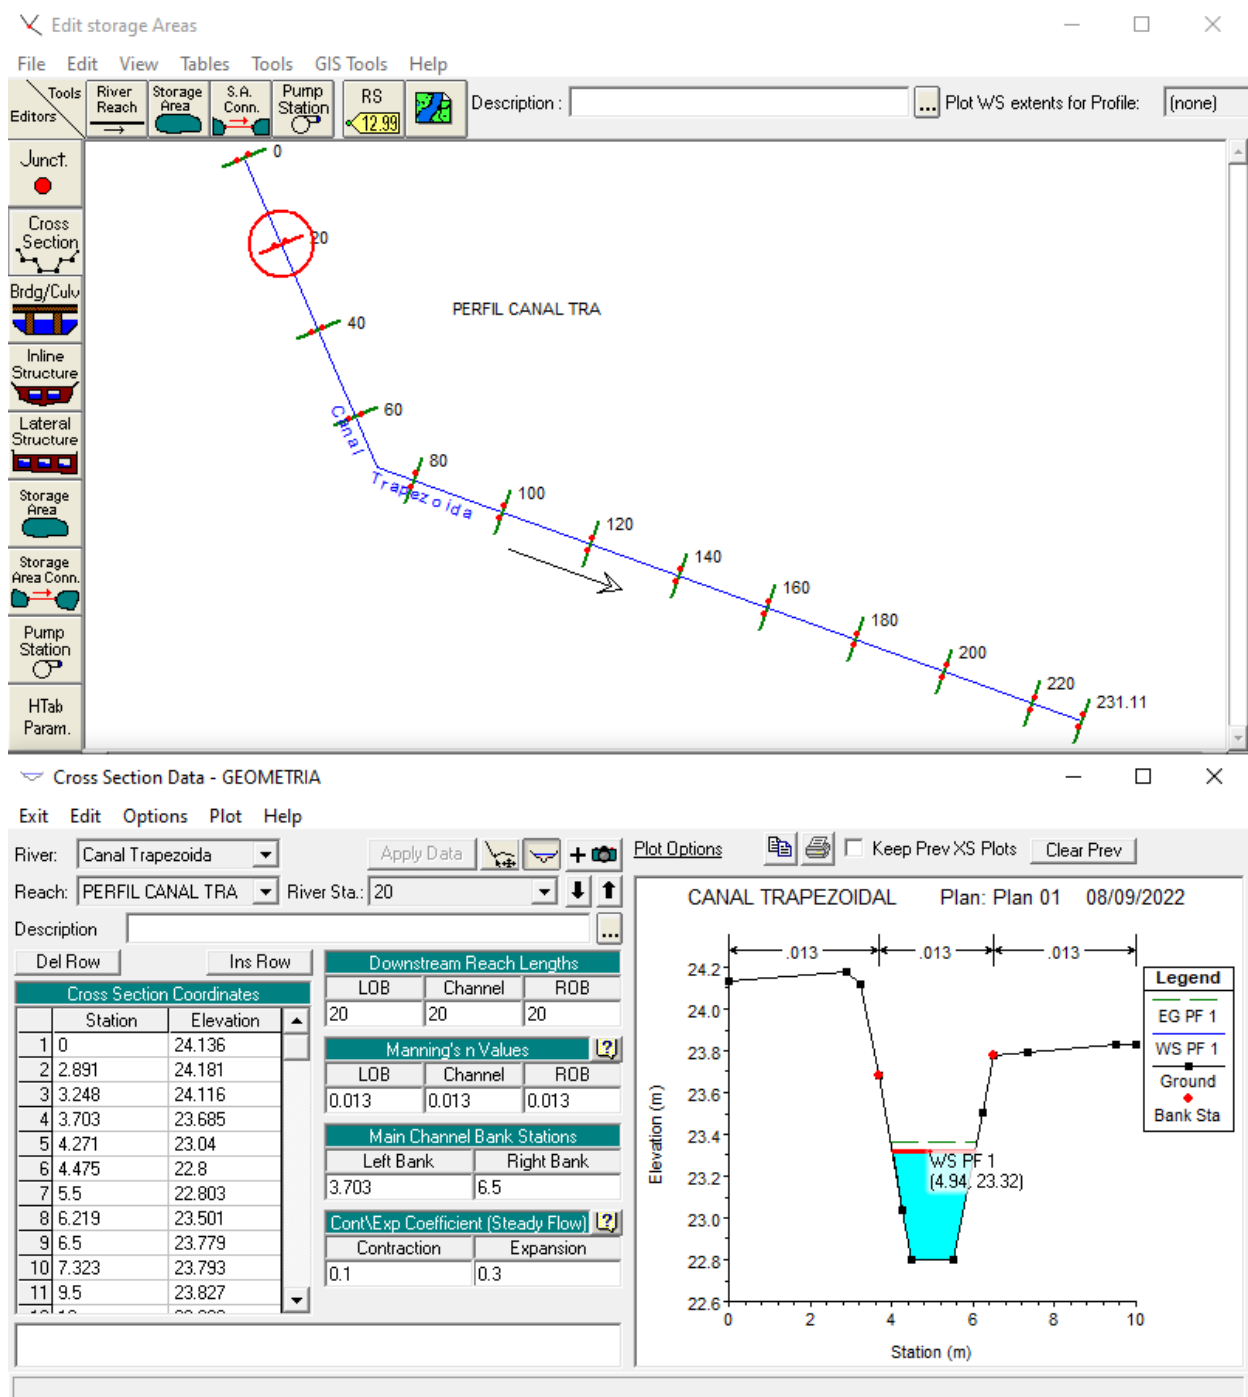 Edit storage Areas
File Edit View Tables Tools GIS Tools Help
Tools
Editors
River Reach
Storage Area
S.A. Conn.
Pump Station
RS
12.99
Description :
...
Plot WS extents for Profile:
(none)
Junct.
Cross Section
Brdg/Culv
Inline Structure
Lateral Structure
Storage Area
Storage Area Conn.
Pump Station
HTab Param.
0
20
40
PERFIL CANAL TRA
60
Canal Trapezoida
80
100
120
140
160
180
200
220
231.11
Cross Section Data - GEOMETRIA
Exit Edit Options Plot Help
River: Canal Trapezoida
Apply Data
Reach: PERFIL CANAL TRA River Sta.: 20
Description
...
Del Row Ins Row
Cross Section Coordinates
Station Elevation
1 0 24.136
2 2.891 24.181
3 3.248 24.116
4 3.703 23.685
5 4.271 23.04
6 4.475 22.8
7 5.5 22.803
8 6.219 23.501
9 6.5 23.779
10 7.323 23.793
11 9.5 23.827
Downstream Reach Lengths
LOB Channel ROB
20 20 20
Manning's n Values
LOB Channel ROB
0.013 0.013 0.013
Main Channel Bank Stations
Left Bank Right Bank
3.703 6.5
Cont\Exp Coefficient (Steady Flow)
Contraction Expansion
0.1 0.3
Plot Options
Keep Prev XS Plots
Clear Prev
CANAL TRAPEZOIDAL Plan: Plan 01 08/09/2022
.013 .013 .013
24.2
24.0
23.8
23.6
23.4
23.2
23.0
22.8
22.6
Elevation (m)
WS PF 1
(4.94, 23.32)
0 2 4 6 8 10
Station (m)
Legend
EG PF 1
WS PF 1
Ground
Bank Sta